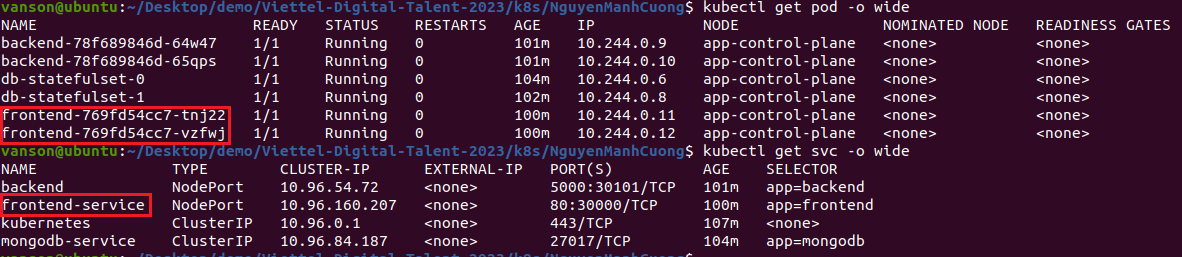 vanson@ubuntu:~/Desktop/demo/Viettel-Digital-Talent-2023/k8s/NguyenManhCuong$ kubectl get pod -o wide
NAME READY STATUS RESTARTS AGE IP NODE NOMINATED NODE READINESS GATES
backend-78f689846d-64w47 1/1 Running 0 101m 10.244.0.9 app-control-plane <none> <none>
backend-78f689846d-65qps 1/1 Running 0 101m 10.244.0.10 app-control-plane <none> <none>
db-statefulset-0 1/1 Running 0 104m 10.244.0.6 app-control-plane <none> <none>
db-statefulset-1 1/1 Running 0 102m 10.244.0.8 app-control-plane <none> <none>
frontend-769fd54cc7-tnj22 1/1 Running 0 100m 10.244.0.11 app-control-plane <none> <none>
frontend-769fd54cc7-vzfwj 1/1 Running 0 100m 10.244.0.12 app-control-plane <none> <none>
vanson@ubuntu:~/Desktop/demo/Viettel-Digital-Talent-2023/k8s/NguyenManhCuong$ kubectl get svc -o wide
NAME TYPE CLUSTER-IP EXTERNAL-IP PORT(S) AGE SELECTOR
backend NodePort 10.96.54.72 <none> 5000:30101/TCP 101m app=backend
frontend-service NodePort 10.96.160.207 <none> 80:30000/TCP 100m app=frontend
kubernetes ClusterIP 10.96.0.1 <none> 443/TCP 107m <none>
mongodb-service ClusterIP 10.96.84.187 <none> 27017/TCP 104m app=mongodb
vanson@ubuntu:~/Desktop/demo/Viettel-Digital-Talent-2023/k8s/NguyenManhCuong$